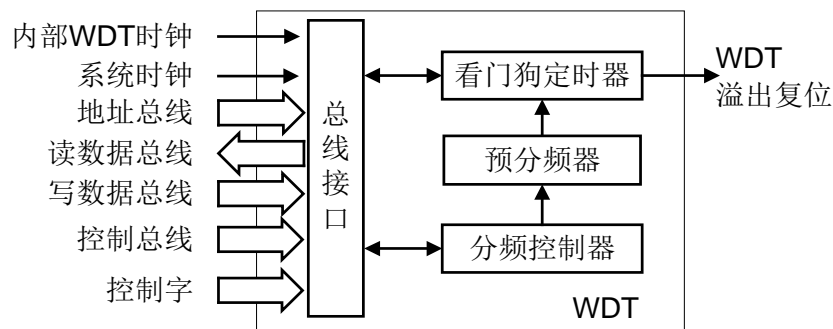 内部WDT时钟
系统时钟
地址总线
读数据总线
写数据总线
控制总线
控制字
总线接口
看门狗定时器
预分频器
分频控制器
WDT
溢出复位
WDT